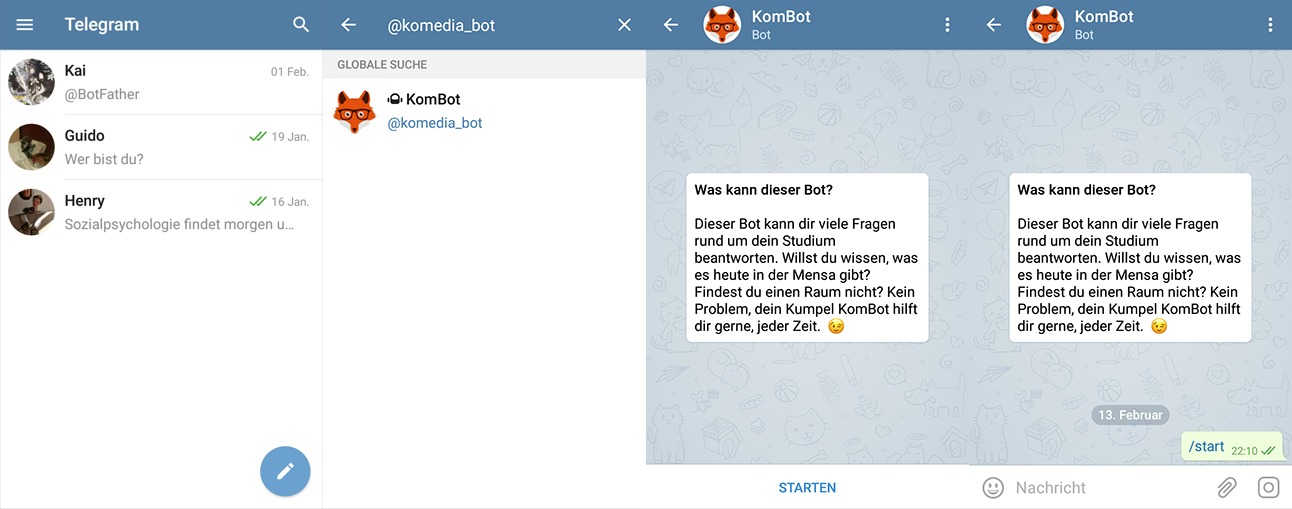 Telegram
Kai
01 Feb.
@BotFather
Guido
19 Jan.
Wer bist du?
Henry
16 Jan.
Sozialpsychologie findet morgen u…
@komedia_bot
GLOBALE SUCHE
KomBot
@komedia_bot
KomBot
Bot
Was kann dieser Bot?
Dieser Bot kann dir viele Fragen
rund um dein Studium
beantworten. Willst du wissen, was
es heute in der Mensa gibt?
Findest du einen Raum nicht? Kein
Problem, dein Kumpel KomBot hilft
dir gerne, jeder Zeit. 😉
STARTEN
KomBot
Bot
Was kann dieser Bot?
Dieser Bot kann dir viele Fragen
rund um dein Studium
beantworten. Willst du wissen, was
es heute in der Mensa gibt?
Findest du einen Raum nicht? Kein
Problem, dein Kumpel KomBot hilft
dir gerne, jeder Zeit. 😉
13. Februar
/start 22:10
Nachricht